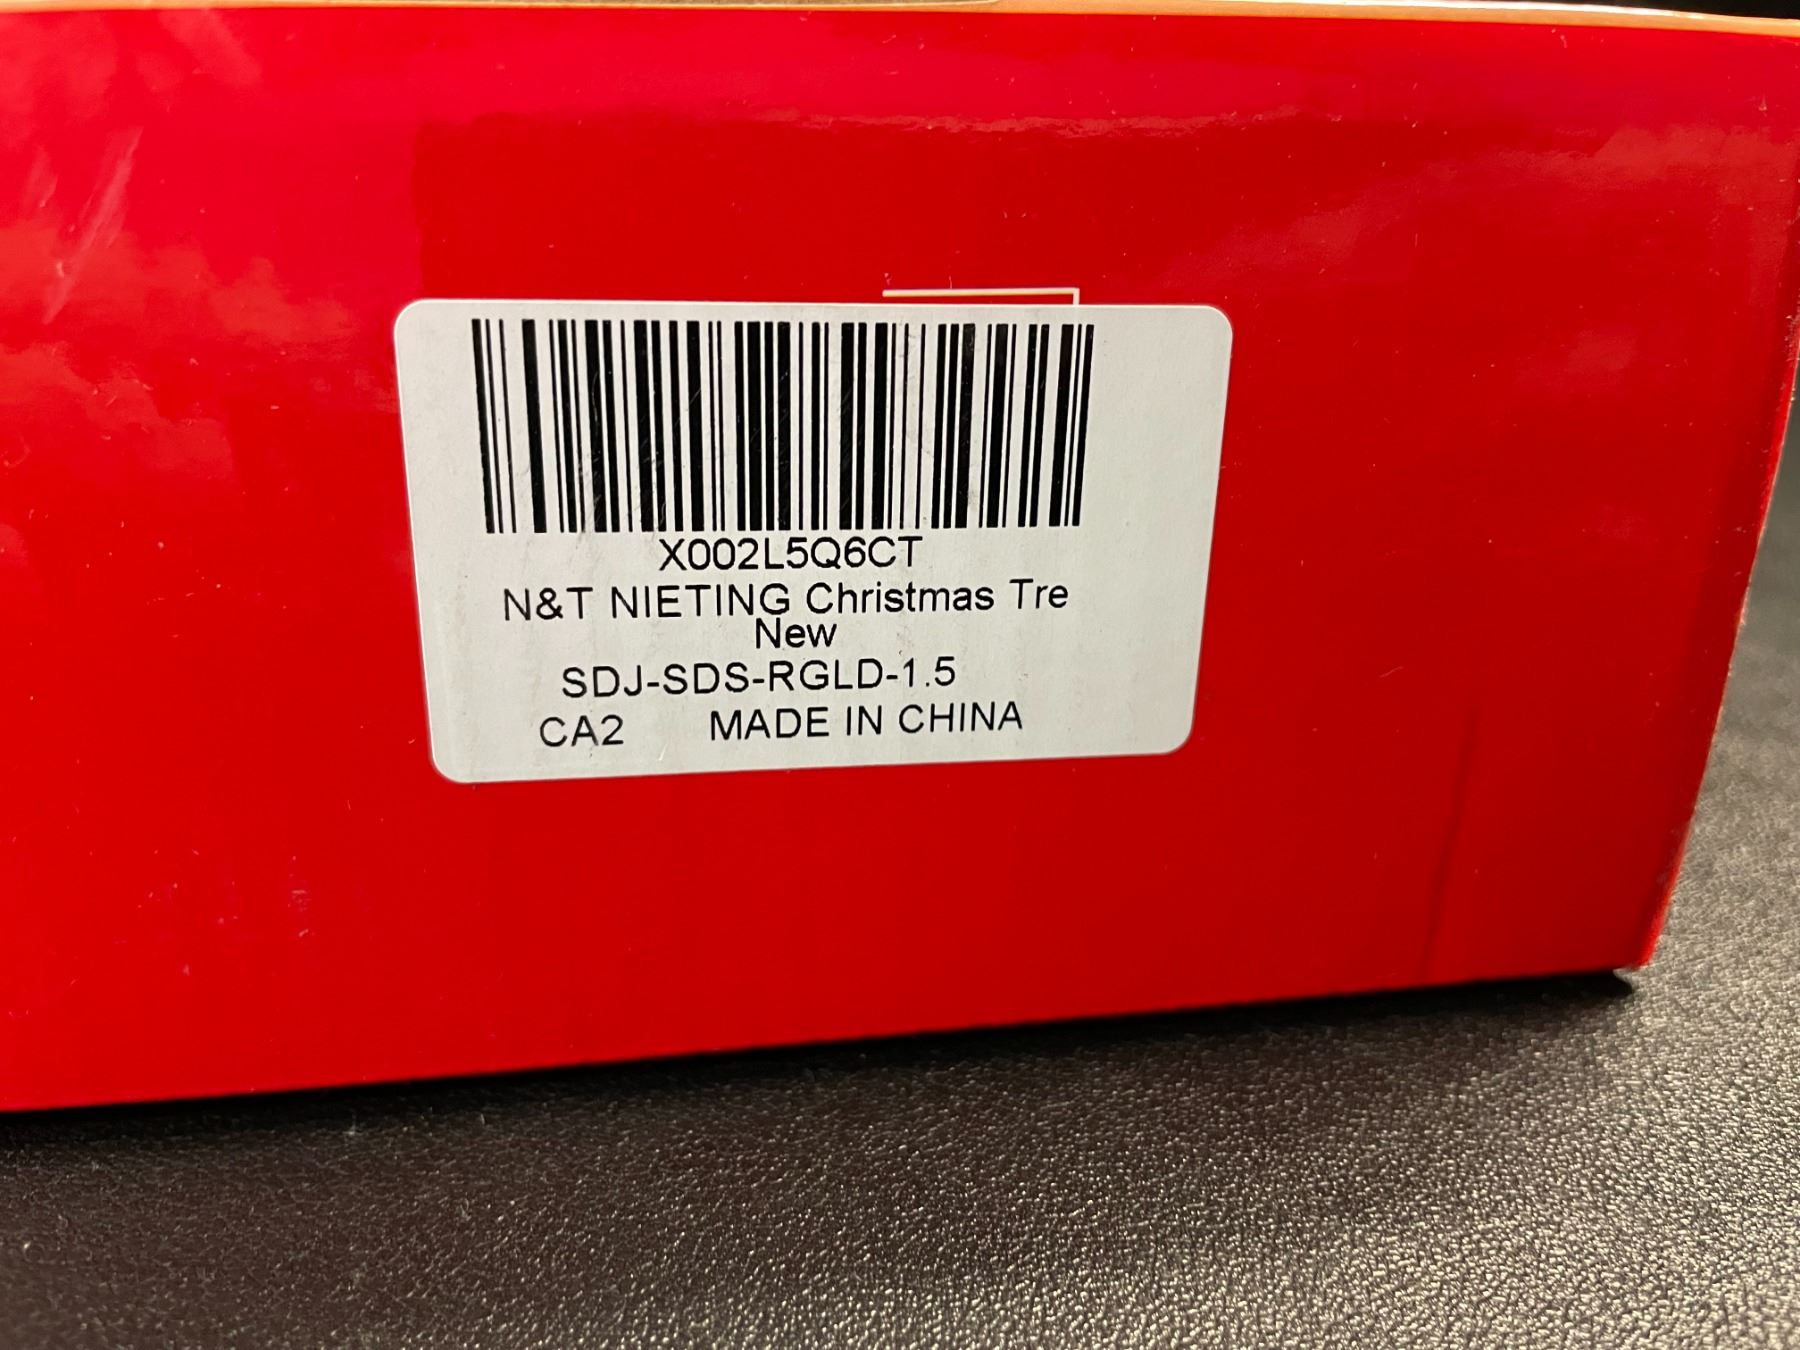 X002L5Q6CT
N&T NIETING Christmas Tre
New
SDJ-SDS-RGLD-1.5
CA2 MADE IN CHINA